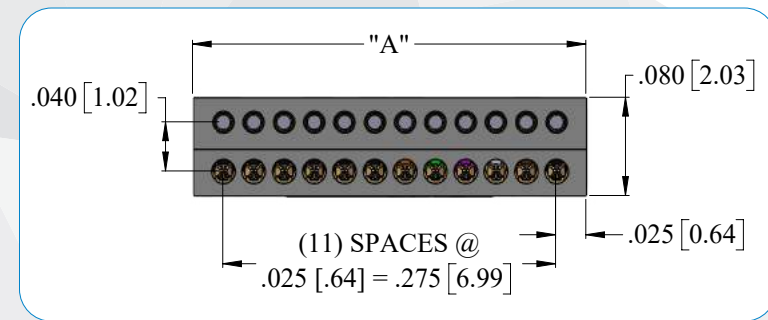 "A"
.040 [1.02]
.080 [2.03]
(11) SPACES @
.025 [.64] = .275 [6.99]
.025 [0.64]